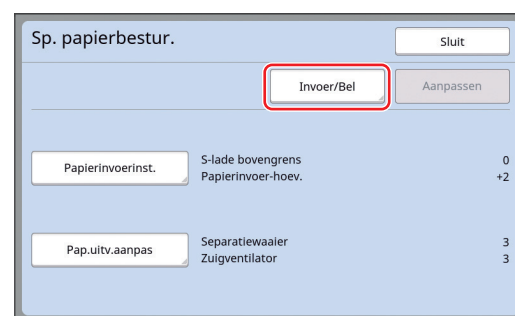 Sp. papierbestur.
Sluit
Invoer/Bel
Aanpassen
Papierinvoerinst.
S-lade bovengrens 0
Papierinvoer-hoev. +2
Pap.uitv.aanpas
Separatiewaaier 3
Zuigventilator 3